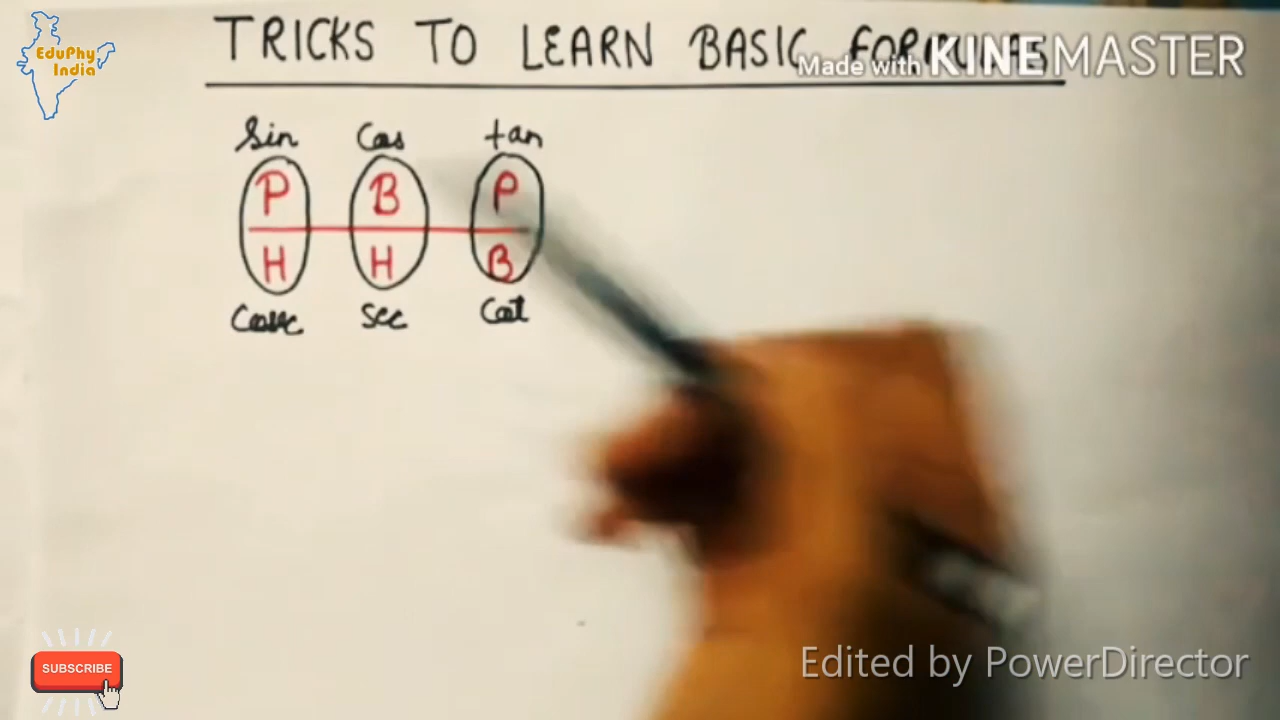 EduPhy
India
TRICKS TO LEARN BASIC FORMULAS
Made with KINEMASTER
Sin Cos tan
P B P
H H B
Cosec Sec Cot
SUBSCRIBE
Edited by PowerDirector